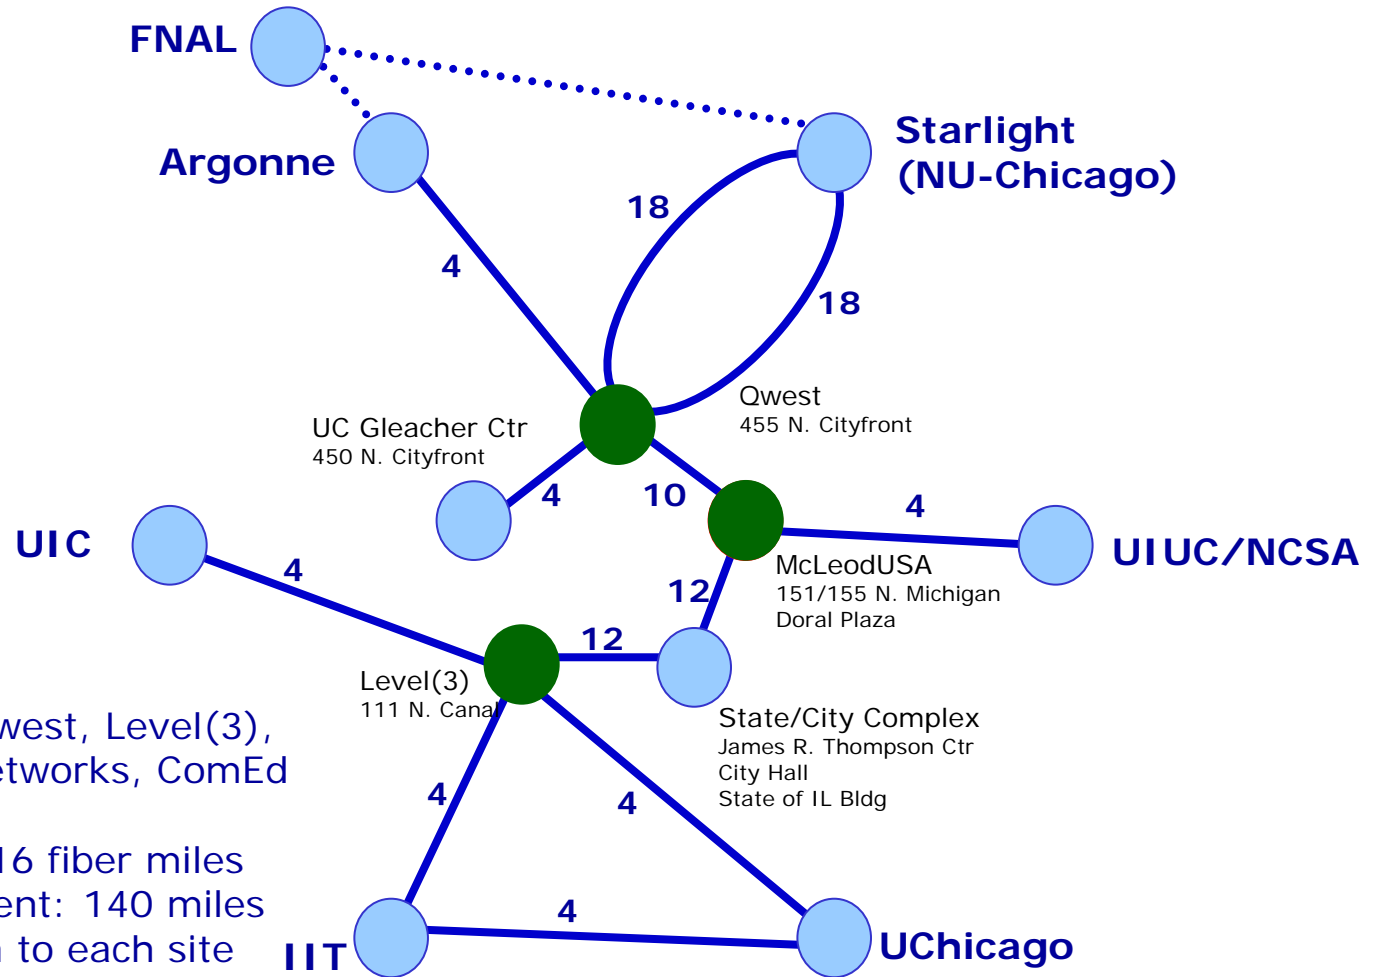 FNAL
Argonne
Starlight
(NU-Chicago)
18
4
18
Qwest
455 N. Cityfront
UC Gleacher Ctr
450 N. Cityfront
4
10
4
UIC
UIUC/NCSA
McLeodUSA
151/155 N. Michigan
Doral Plaza
4
12
12
Level(3)
111 N. Canal
State/City Complex
James R. Thompson Ctr
City Hall
State of IL Bldg
west, Level(3),
etworks, ComEd
4
4
16 fiber miles
ent: 140 miles
to each site
4
IIT
UChicago